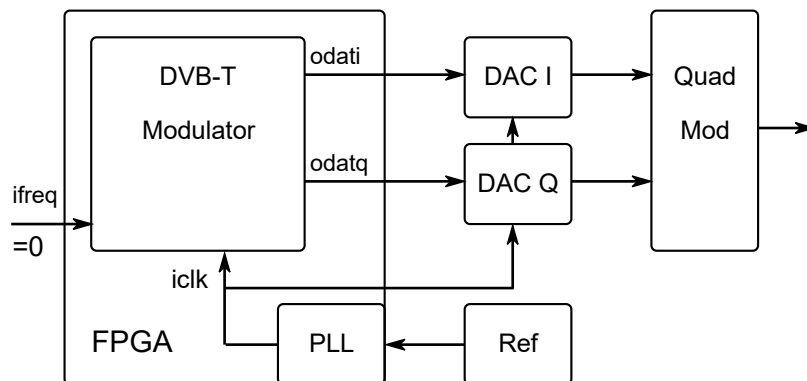 DVB-T
Modulator
odati
odatq
DAC I
DAC Q
Quad
Mod
ifreq
=0
iclk
FPGA
PLL
Ref